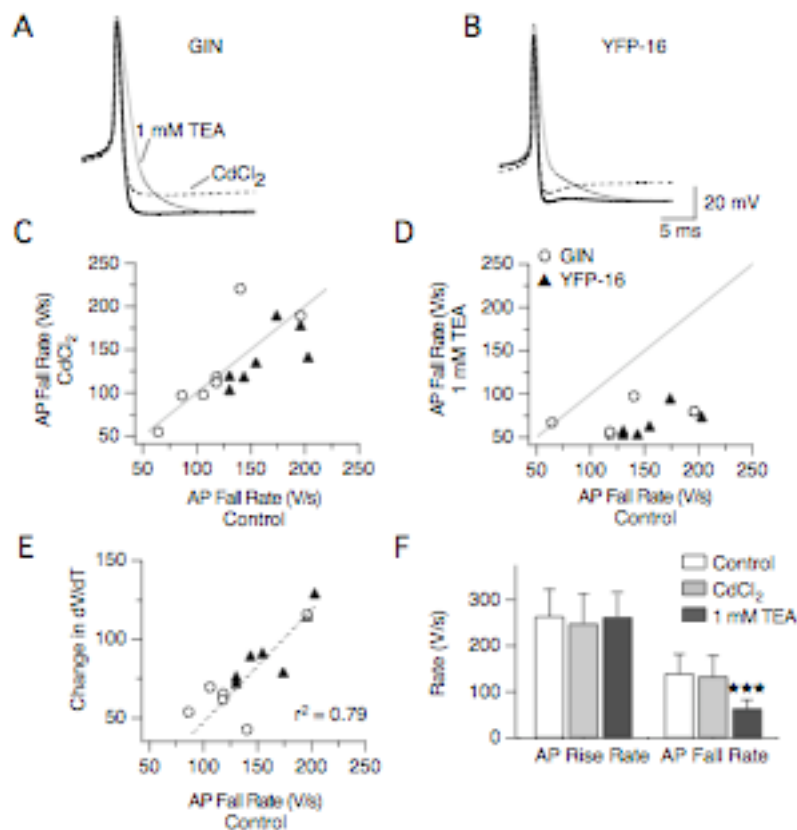 A
GIN
1 mM TEA
CdCl2
B
YFP-16
20 mV
5 ms
C
AP Fall Rate (V/s)
CdCl2
250
200
150
100
50
50 100 150 200 250
AP Fall Rate (V/s)
Control
D
GIN
YFP-16
AP Fall Rate (V/s)
1 mM TEA
250
200
150
100
50
50 100 150 200 250
AP Fall Rate (V/s)
Control
E
Change in dV/dT
150
100
50
r2 = 0.79
50 100 150 200 250
AP Fall Rate (V/s)
Control
F
Control
CdCl2
1 mM TEA
Rate (V/s)
300
200
100
0
★★★
AP Rise Rate AP Fall Rate